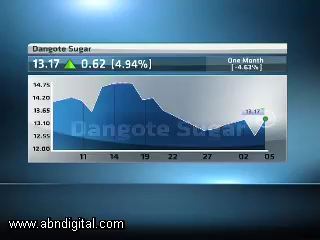 Dangote Sugar
13.17 0.62 [4.94%]
One Month
[-4.63%]
14.75
14.20
13.65
13.10
12.55
12.00
13.17
Dangote Sugar
11 14 19 22 27 02 05
www.abndigital.com